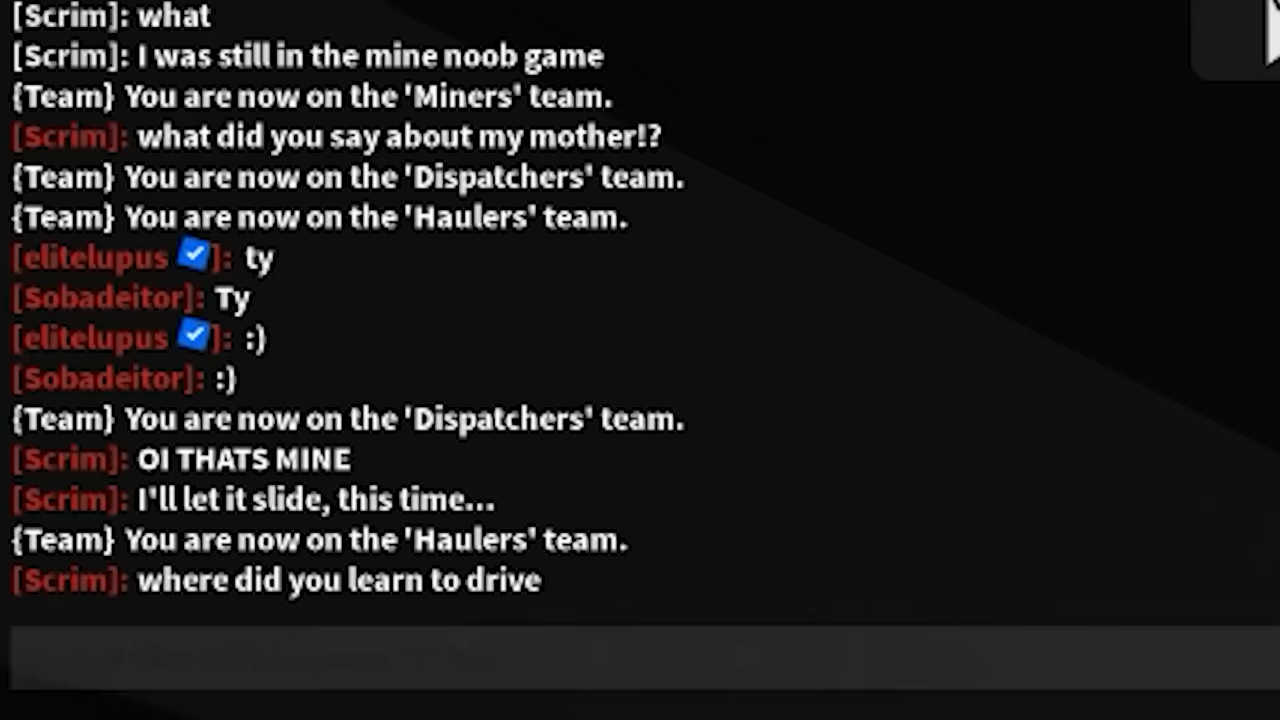 [Scrim]: what
[Scrim]: I was still in the mine noob game
{Team} You are now on the 'Miners' team.
[Scrim]: what did you say about my mother!?
{Team} You are now on the 'Dispatchers' team.
{Team} You are now on the 'Haulers' team.
[elitelupus ☑]: ty
[Sobadeitor]: Ty
[elitelupus ☑]: :)
[Sobadeitor]: :)
{Team} You are now on the 'Dispatchers' team.
[Scrim]: OI THATS MINE
[Scrim]: I'll let it slide, this time...
{Team} You are now on the 'Haulers' team.
[Scrim]: where did you learn to drive